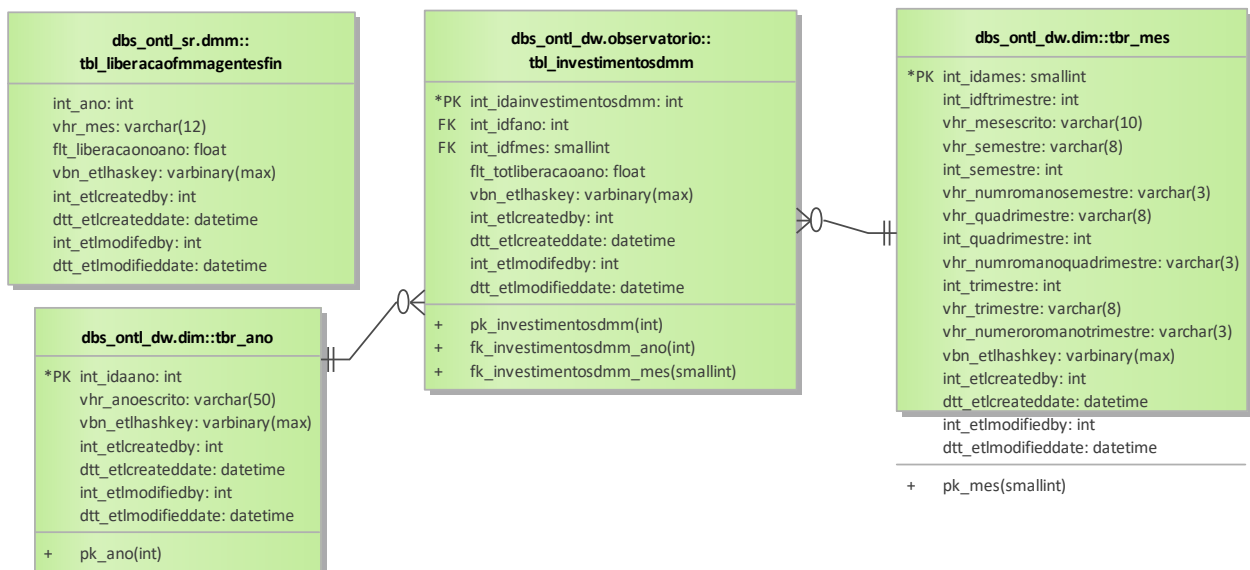 dbs_ontl_sr.dmm::
tbl_liberacaofmmagentesfin
int_ano: int
vhr_mes: varchar(12)
flt_liberacaonoano: float
vbn_etlhaskey: varbinary(max)
int_etlcreatedby: int
dtt_etlcreateddate: datetime
int_etlmodifedby: int
dtt_etlmodifieddate: datetime
dbs_ontl_dw.dim::tbr_ano
*PK int_idaano: int
vhr_anoescrito: varchar(50)
vbn_etlhashkey: varbinary(max)
int_etlcreatedby: int
dtt_etlcreateddate: datetime
int_etlmodifiedby: int
dtt_etlmodifieddate: datetime
+ pk_ano(int)
dbs_ontl_dw.observatorio::
tbl_investimentosdmm
*PK int_idainvestimentosdmm: int
FK int_idfano: int
FK int_idfmes: smallint
flt_totliberacaoano: float
vbn_etlhaskey: varbinary(max)
int_etlcreatedby: int
dtt_etlcreateddate: datetime
int_etlmodifedby: int
dtt_etlmodifieddate: datetime
+ pk_investimentosdmm(int)
+ fk_investimentosdmm_ano(int)
+ fk_investimentosdmm_mes(smallint)
dbs_ontl_dw.dim::tbr_mes
*PK int_idames: smallint
int_idftrimestre: int
vhr_mesescrito: varchar(10)
vhr_semestre: varchar(8)
int_semestre: int
vhr_numromanosemestre: varchar(3)
vhr_quadrimestre: varchar(8)
int_quadrimestre: int
vhr_numromanoquadrimestre: varchar(3)
int_trimestre: int
vhr_trimestre: varchar(8)
vhr_numeroromanotrimestre: varchar(3)
vbn_etlhashkey: varbinary(max)
int_etlcreatedby: int
dtt_etlcreateddate: datetime
int_etlmodifiedby: int
dtt_etlmodifieddate: datetime
+ pk_mes(smallint)